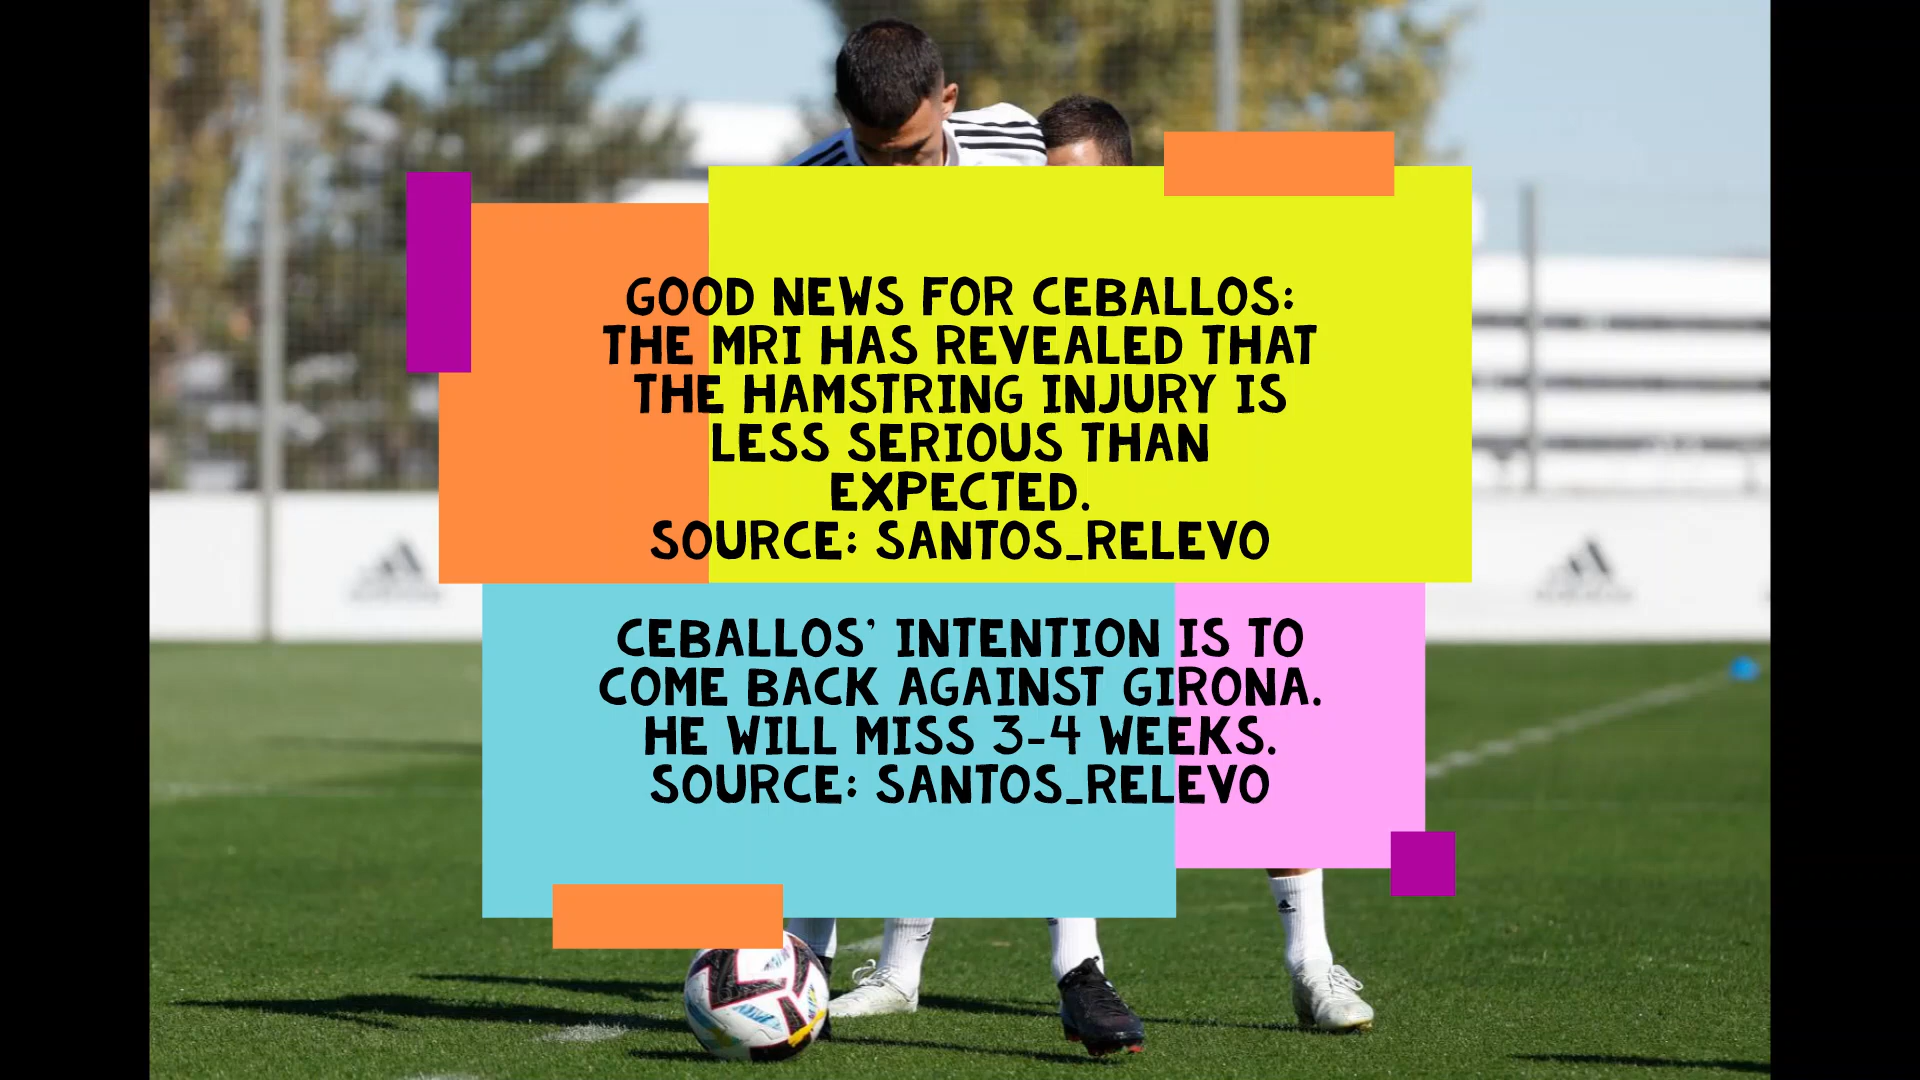 GOOD NEWS FOR CEBALLOS:
THE MRI HAS REVEALED THAT
THE HAMSTRING INJURY IS
LESS SERIOUS THAN
EXPECTED.
SOURCE: SANTOS_RELEVO
CEBALLOS' INTENTION IS TO
COME BACK AGAINST GIRONA.
HE WILL MISS 3-4 WEEKS.
SOURCE: SANTOS_RELEVO